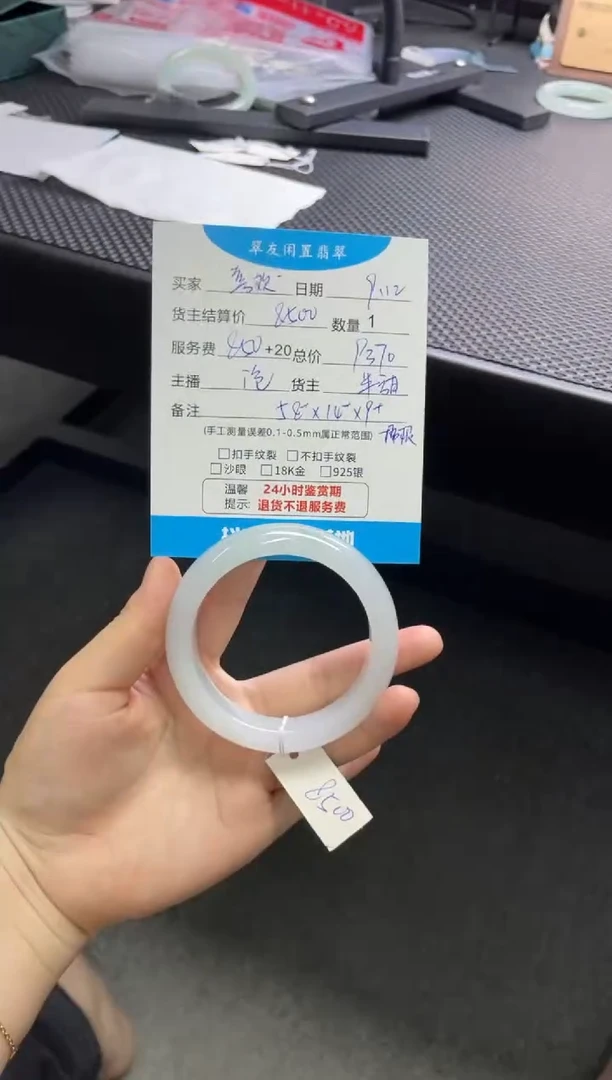 翠友闲置翡翠
买家 日期 9.12
货主结算价 8500 数量 1
服务费 850+20 总价 9370
主播 货主
备注 58-×14-×9+
(手工测量误差0.1-0.5mm属正常范围)
□扣手纹裂 □不扣手纹裂
□沙眼 □18K金 □925银
温馨 24小时鉴赏期
提示: 退货不退服务费
8500